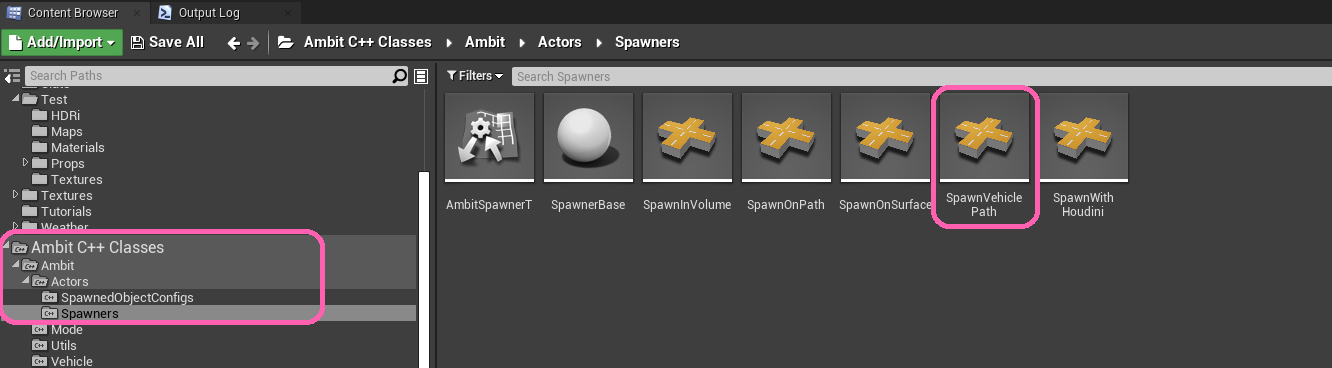 Content Browser
Output Log
Add/Import
Save All
Ambit C++ Classes
Ambit
Actors
Spawners
Search Paths
Filters
Search Spawners
Test
HDRi
Maps
Materials
Props
Textures
Textures
Tutorials
Weather
Ambit C++ Classes
Ambit
Actors
SpawnedObjectConfigs
Spawners
Mode
Utils
Vehicle
AmbitSpawnerT
SpawnerBase
SpawnInVolume
SpawnOnPath
SpawnOnSurface
SpawnVehicle
Path
SpawnWith
Houdini